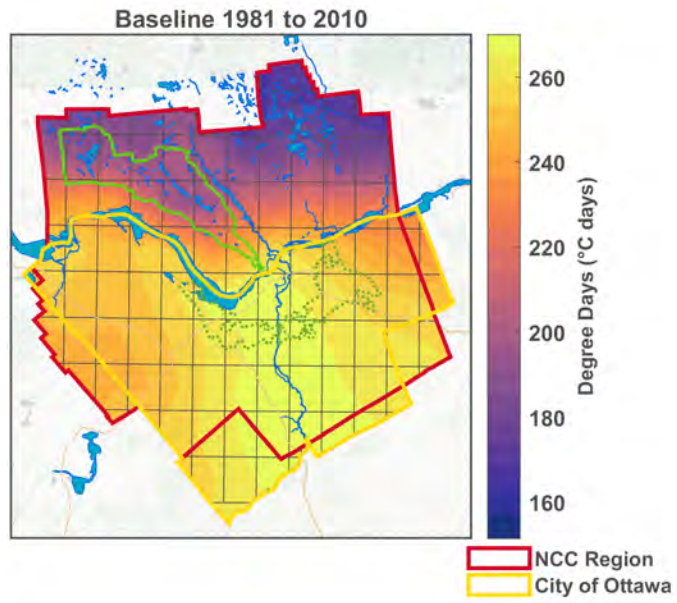 Baseline 1981 to 2010
260
240
220
200
180
160
Degree Days (°C days)
NCC Region
City of Ottawa